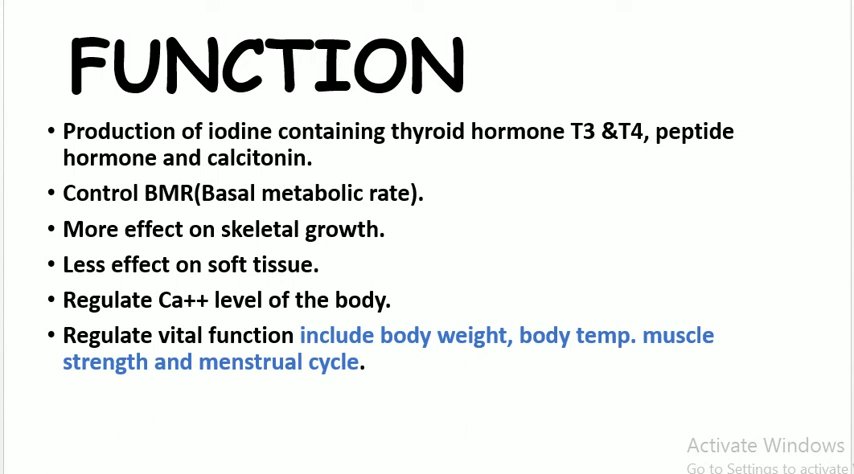 FUNCTION
• Production of iodine containing thyroid hormone T3 &T4, peptide
hormone and calcitonin.
• Control BMR(Basal metabolic rate).
• More effect on skeletal growth.
• Less effect on soft tissue.
• Regulate Ca++ level of the body.
• Regulate vital function include body weight, body temp. muscle
strength and menstrual cycle.
Activate Windows
Go to Settings to activate